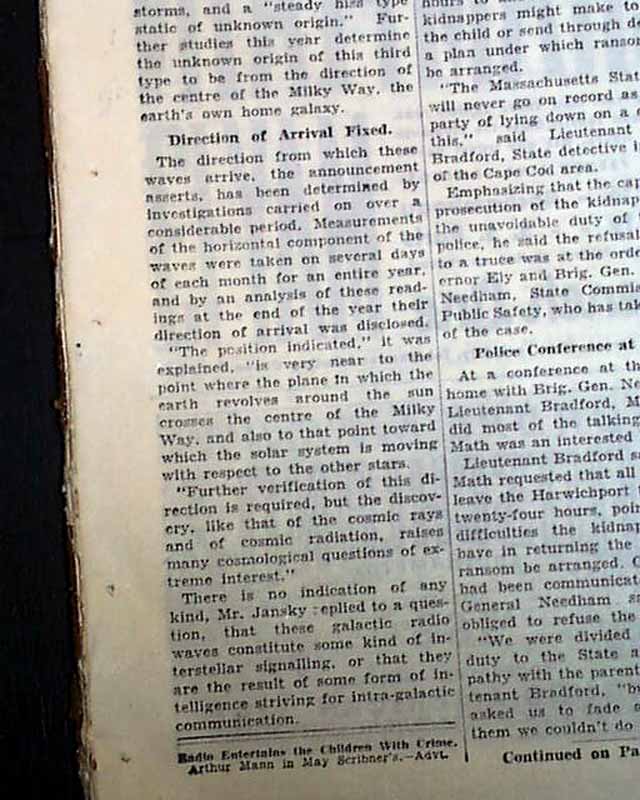 storms, and a "steady hiss type
static of unknown origin." Fur-
ther studies this year determine
the unknown origin of this third
type to be from the direction of
the centre of the Milky Way, the
earth's own home galaxy.
Direction of Arrival Fixed.
The direction from which these
waves arrive, the announcement
asserts, has been determined by
investigations carried on over a
considerable period. Measurements
of the horizontal component of the
waves were taken on several days
of each month for an entire year,
and by an analysis of these read-
ings at the end of the year their
direction of arrival was disclosed.
"The position indicated," it was
explained, "is very near to the
point where the plane in which the
earth revolves around the sun
crosses the centre of the Milky
Way, and also to that point toward
which the solar system is moving
with respect to the other stars.
"Further verification of this di-
rection is required, but the discov-
ery, like that of the cosmic rays
and of cosmic radiation, raises
many cosmological questions of ex-
treme interest."
There is no indication of any
kind, Mr. Jansky replied to a ques-
tion, that these galactic radio
waves constitute some kind of in-
terstellar signalling, or that they
are the result of some form of in-
telligence striving for intra-galactic
communication.
Radio Entertains the Children With Crime.
Arthur Mann in May Scribner's.—Advt.
hours to
kidnappers might make to
the child or send through
a plan under which ransom
be arranged.
"The Massachusetts State
will never go on record as
party of lying down on a
this," said Lieutenant
Bradford, State detective
of the Cape Cod area.
Emphasizing that the
prosecution of the
the unavoidable duty of
police, he said the refusal
to a truce was at the
ernor Ely and Brig. Gen.
Needham, State
Public Safety, who has
of the case.
Police Conference at
At a conference at
home with Brig. Gen.
Lieutenant Bradford,
did most of the talking
Math was an interested
Lieutenant Bradford
Math requested that all
leave the Harwichport
twenty-four hours,
difficulties the
have in returning the
ransom be arranged.
had been
General Needham
obliged to refuse the
"We were divided
duty to the State
pathy with the parent
tenant Bradford,
asked us to fade
them we couldn't do
Continued on